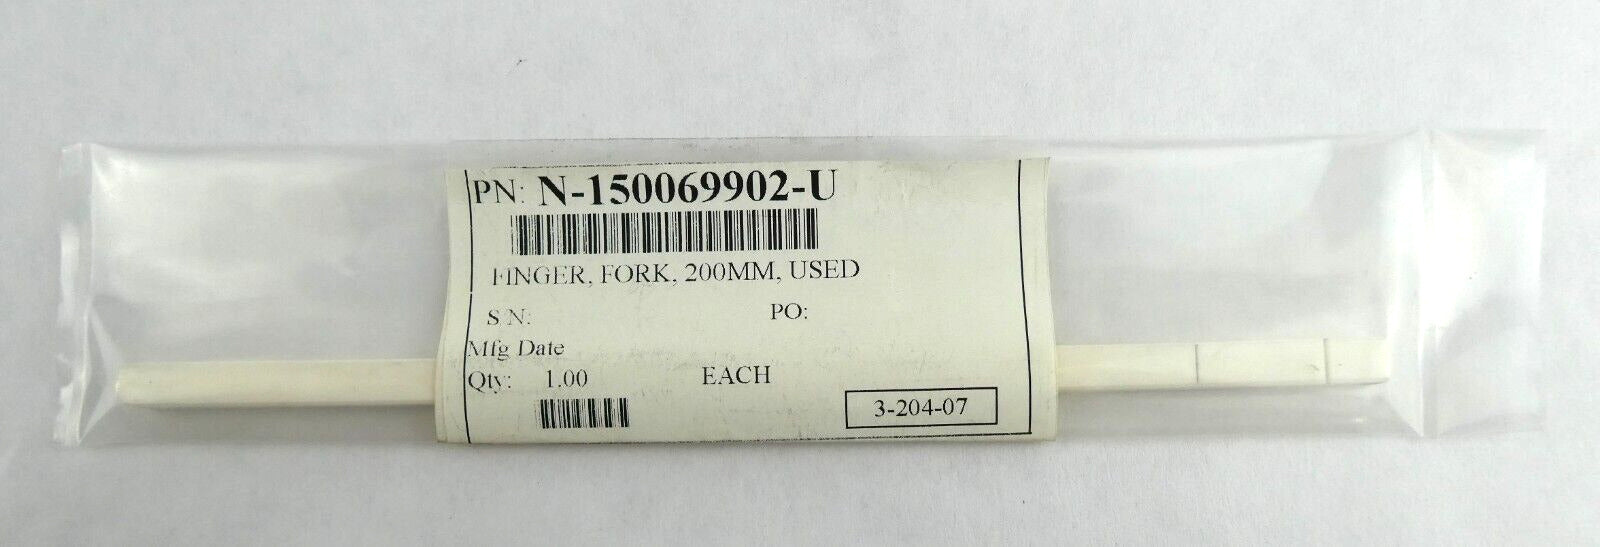 PN: N-150069902-U
FINGER, FORK, 200MM, USED
S/N: PO:
Mfg Date
Qty: 1.00 EACH
3-204-07